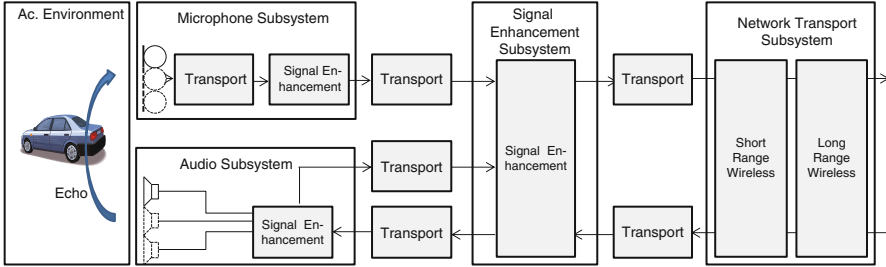 Ac. Environment
Microphone Subsystem
Transport
Signal En-
hancement
Transport
Signal
Enhancement
Subsystem
Signal En-
hancement
Transport
Network Transport
Subsystem
Short
Range
Wireless
Long
Range
Wireless
Echo
Audio Subsystem
Signal En-
hancement
Transport
Transport
Transport